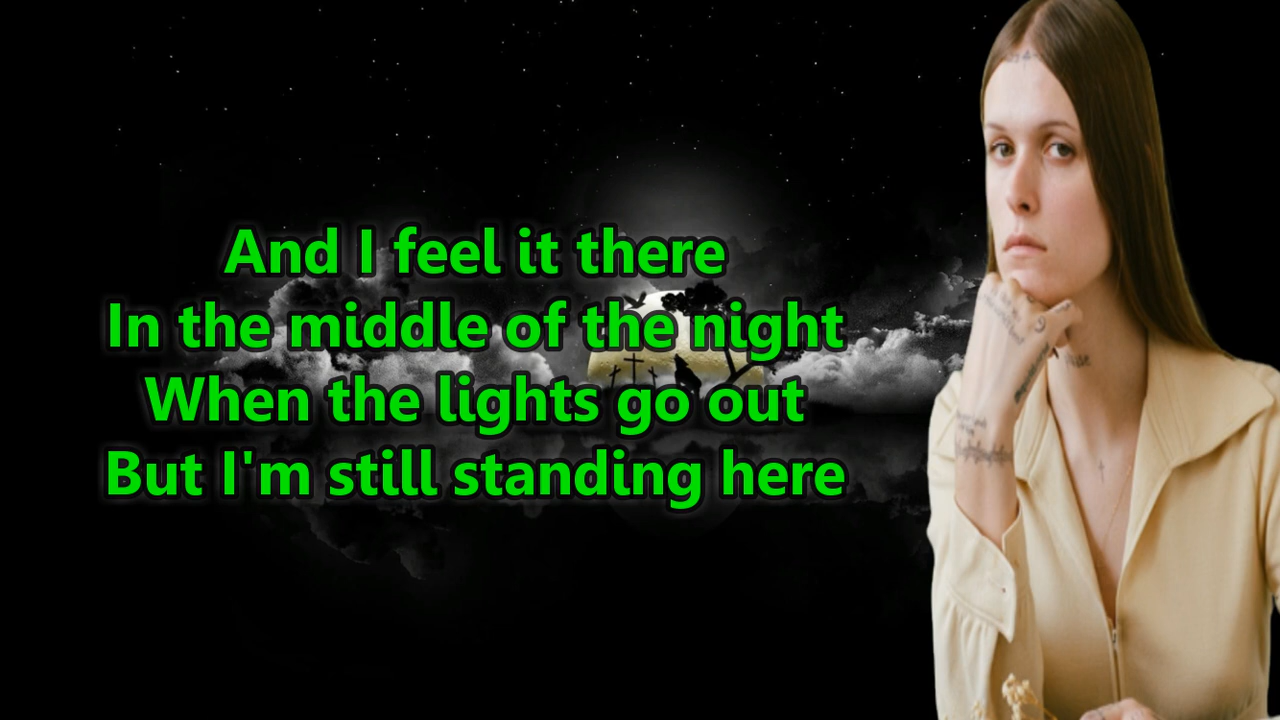 And I feel it there
In the middle of the night
When the lights go out
But I'm still standing here